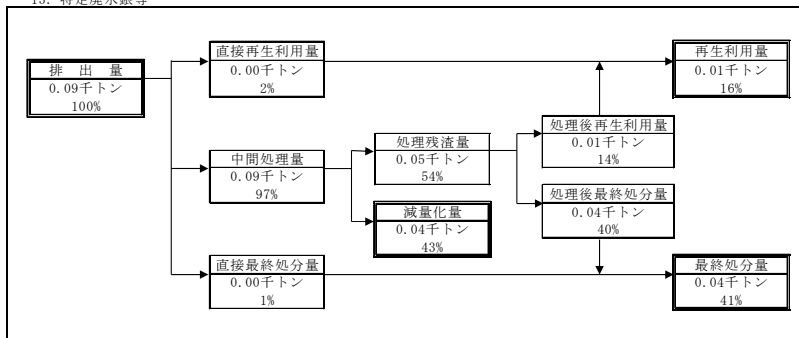 13. 特定廃水銀等
排 出 量
0.09千トン
100%
直接再生利用量
0.00千トン
2%
再生利用量
0.01千トン
16%
中間処理量
0.09千トン
97%
処理残渣量
0.05千トン
54%
処理後再生利用量
0.01千トン
14%
減量化量
0.04千トン
43%
処理後最終処分量
0.04千トン
40%
直接最終処分量
0.00千トン
1%
最終処分量
0.04千トン
41%